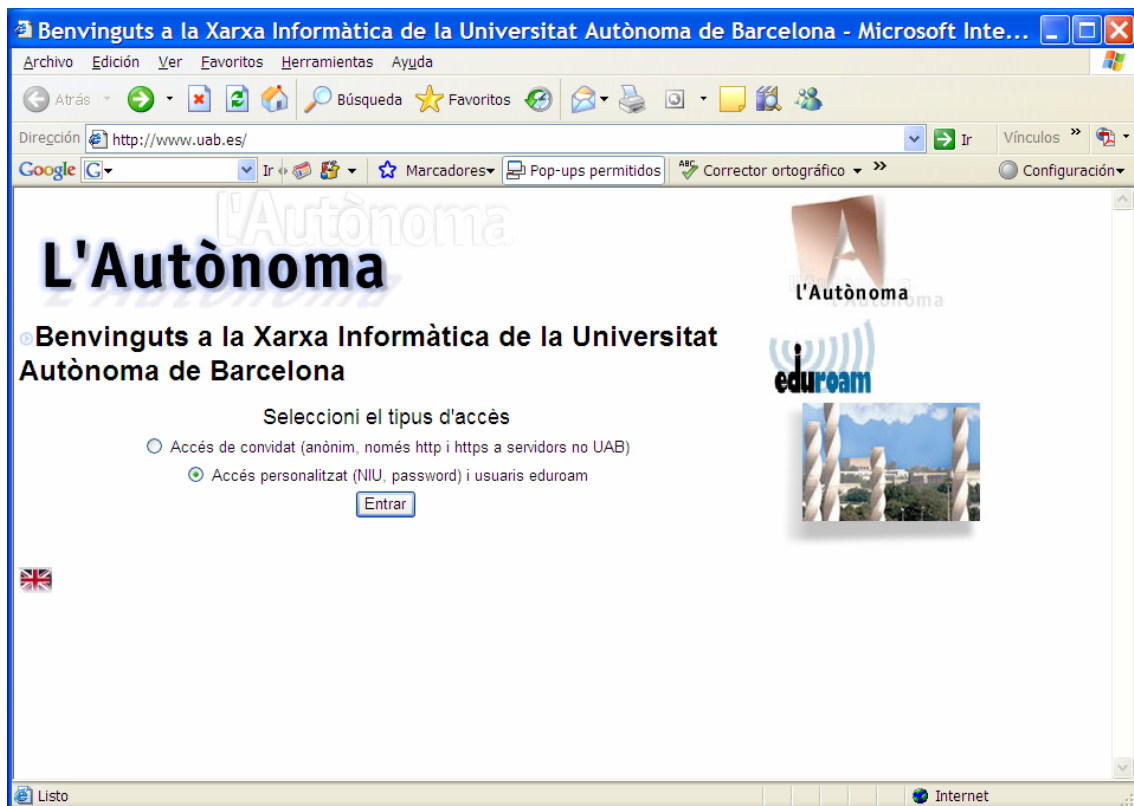 Benvinguts a la Xarxa Informàtica de la Universitat Autònoma de Barcelona - Microsoft Inte...
Archivo Edición Ver Favoritos Herramientas Ayuda
Atrás Búsqueda Favoritos
Dirección http://www.uab.es/ Ir Vínculos »
Google G Ir Marcadores Pop-ups permitidos ABC Corrector ortográfico » Configuración
l'Autònoma
L'Autònoma
l'Autònoma
l'Autònoma
Benvinguts a la Xarxa Informàtica de la Universitat
Autònoma de Barcelona
eduroam
Seleccioni el tipus d'accès
Accés de convidat (anònim, només http i https a servidors no UAB)
Accés personalitzat (NIU, password) i usuaris eduroam
Entrar
Listo Internet